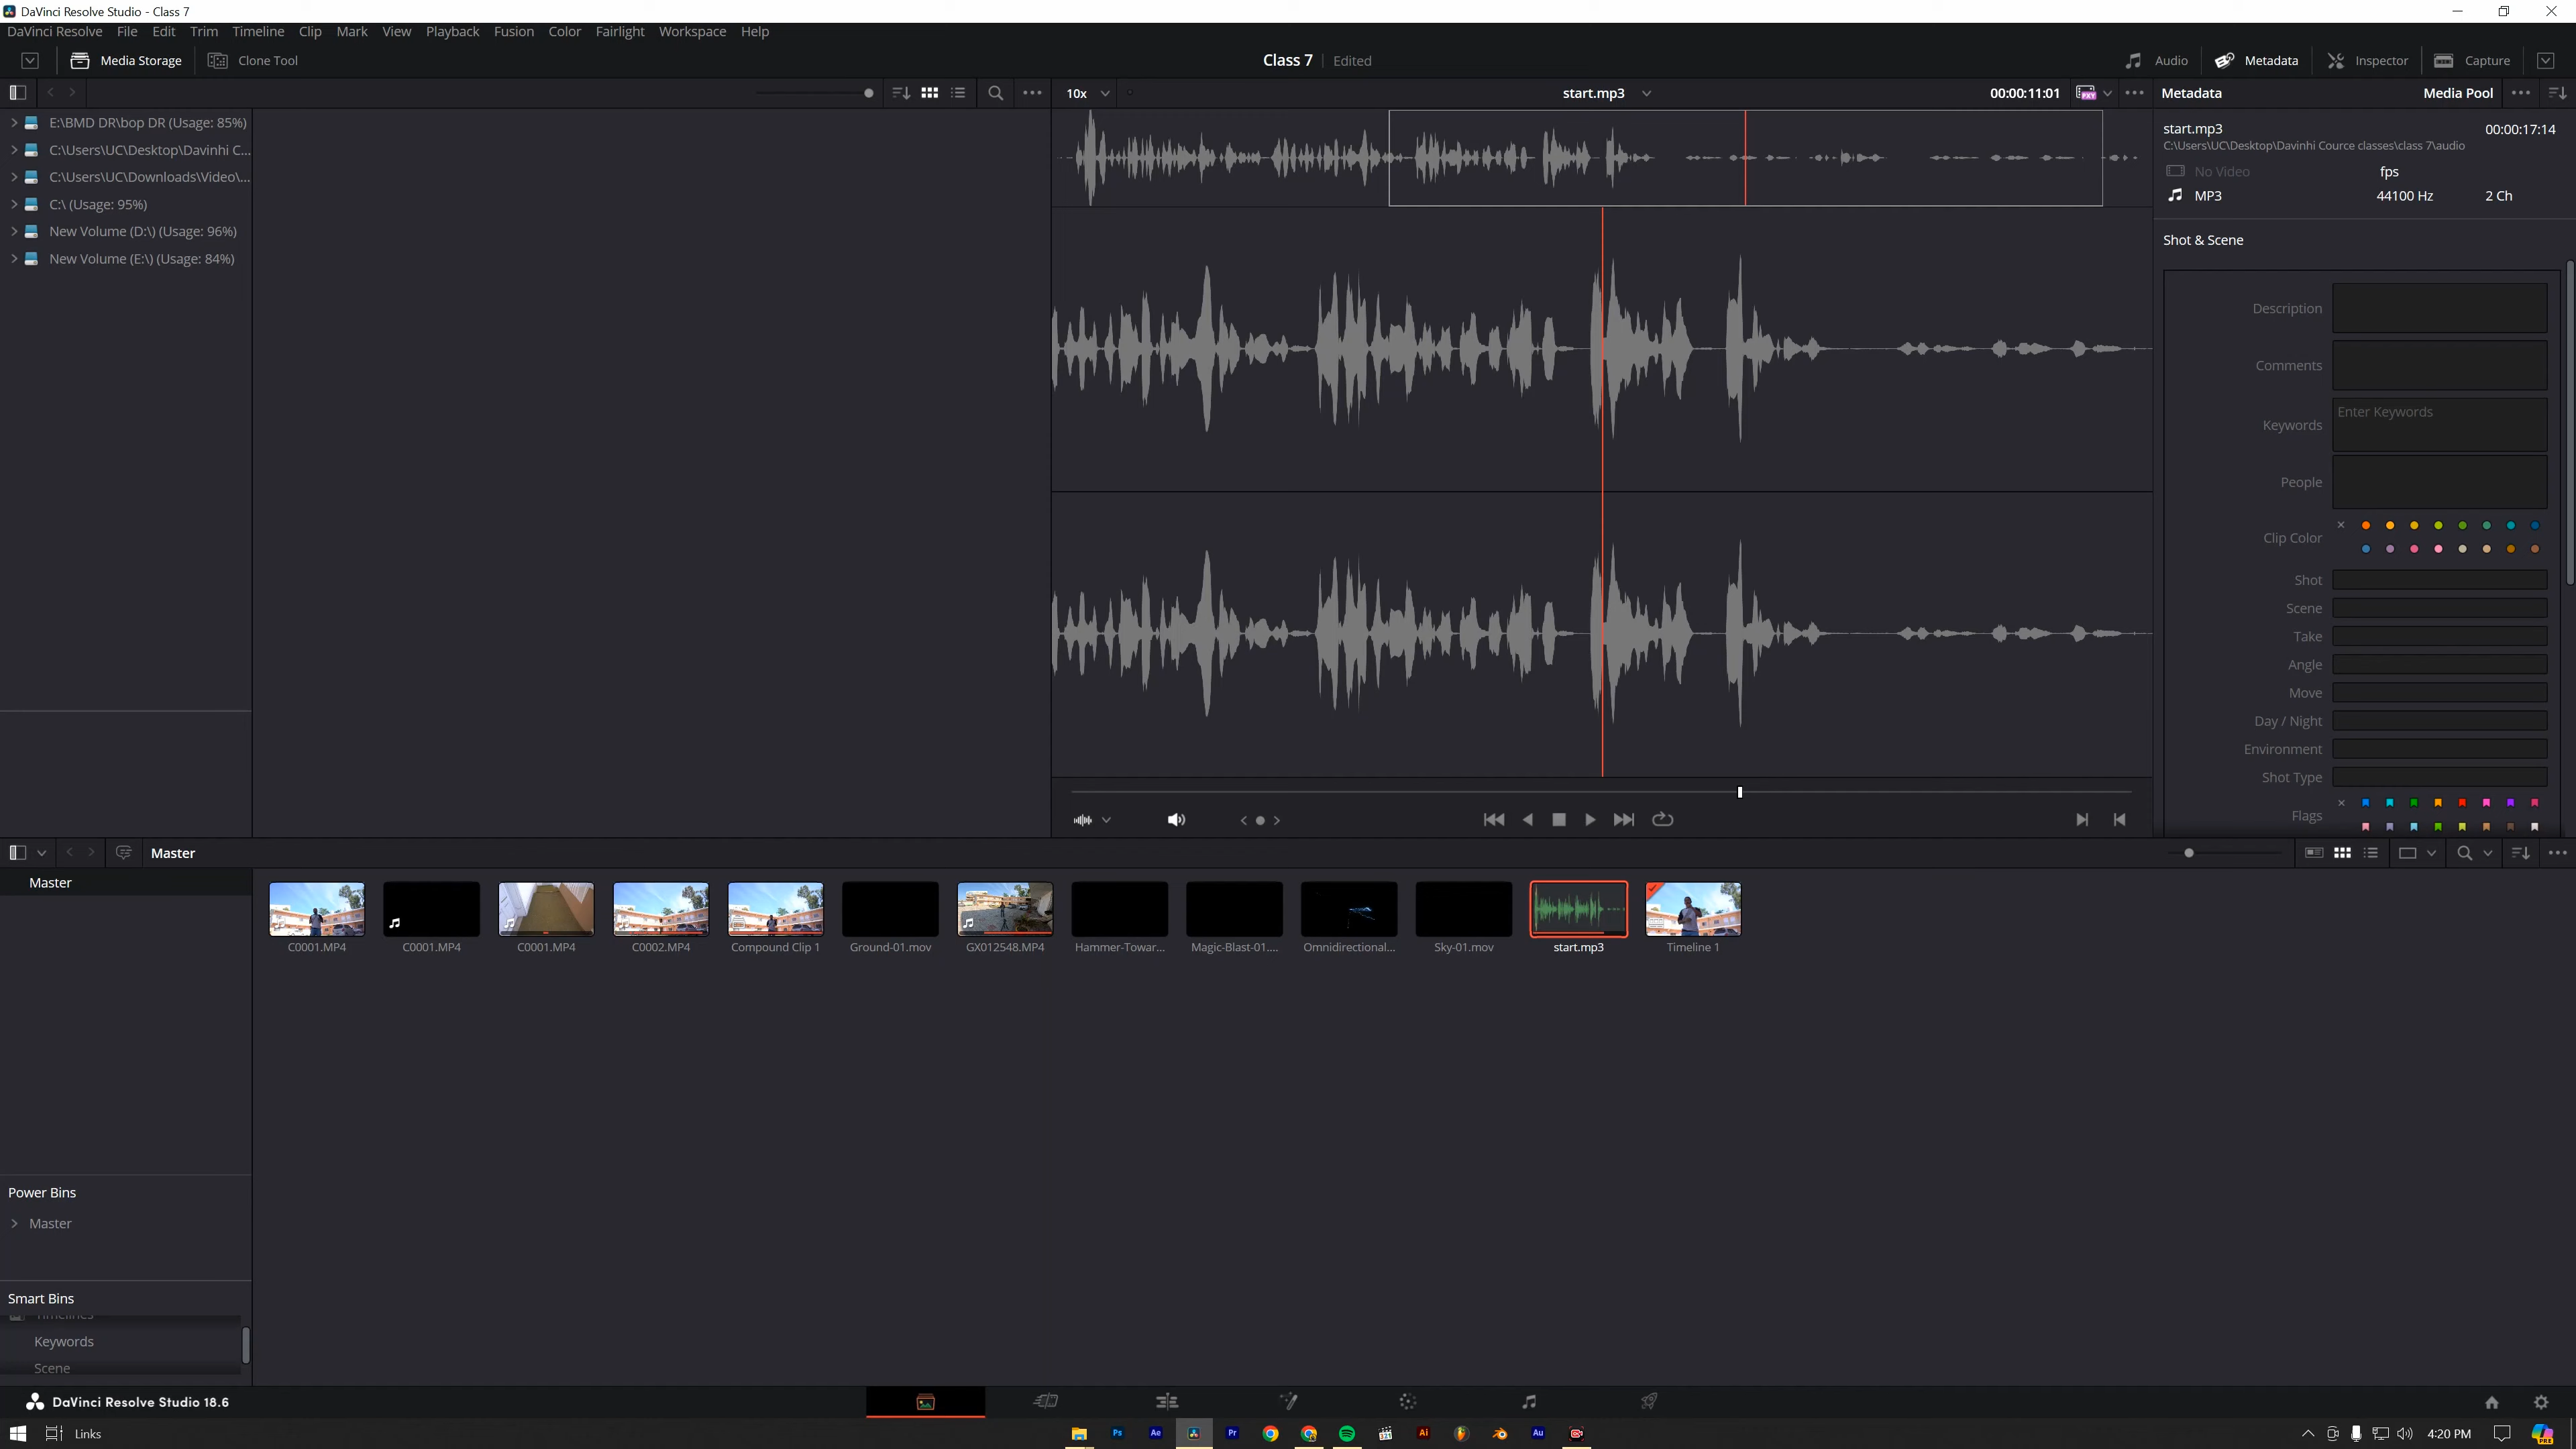 DaVinci Resolve Studio - Class 7
DaVinci Resolve File Edit Trim Timeline Clip Mark View Playback Fusion Color Fairlight Workspace Help
Media Storage Clone Tool Class 7 Edited Audio Metadata Inspector Capture
10x start.mp3 00:00:11:01 Metadata Media Pool
E:\BMD DR\bop DR (Usage: 85%)
C:\Users\UC\Desktop\Davinhi C...
C:\Users\UC\Downloads\Video\...
C:\ (Usage: 95%)
New Volume (D:\) (Usage: 96%)
New Volume (E:\) (Usage: 84%)
start.mp3 00:00:17:14
C:\Users\UC\Desktop\Davinhi Cource classes\class 7\audio
No Video fps
MP3 44100 Hz 2 Ch
Shot & Scene
Description
Comments
Keywords Enter Keywords
People
Clip Color
Shot
Scene
Take
Angle
Move
Day / Night
Environment
Shot Type
Flags
Master
Master
C0001.MP4 C0001.MP4 C0001.MP4 C0002.MP4 Compound Clip 1 Ground-01.mov GX012548.MP4 Hammer-Towar... Magic-Blast-01.... Omnidirectional... Sky-01.mov start.mp3 Timeline 1
Power Bins
Master
Smart Bins
Timelines
Keywords
Scene
DaVinci Resolve Studio 18.6
Links Ps Ae Pr Ai Au 4:20 PM PRE